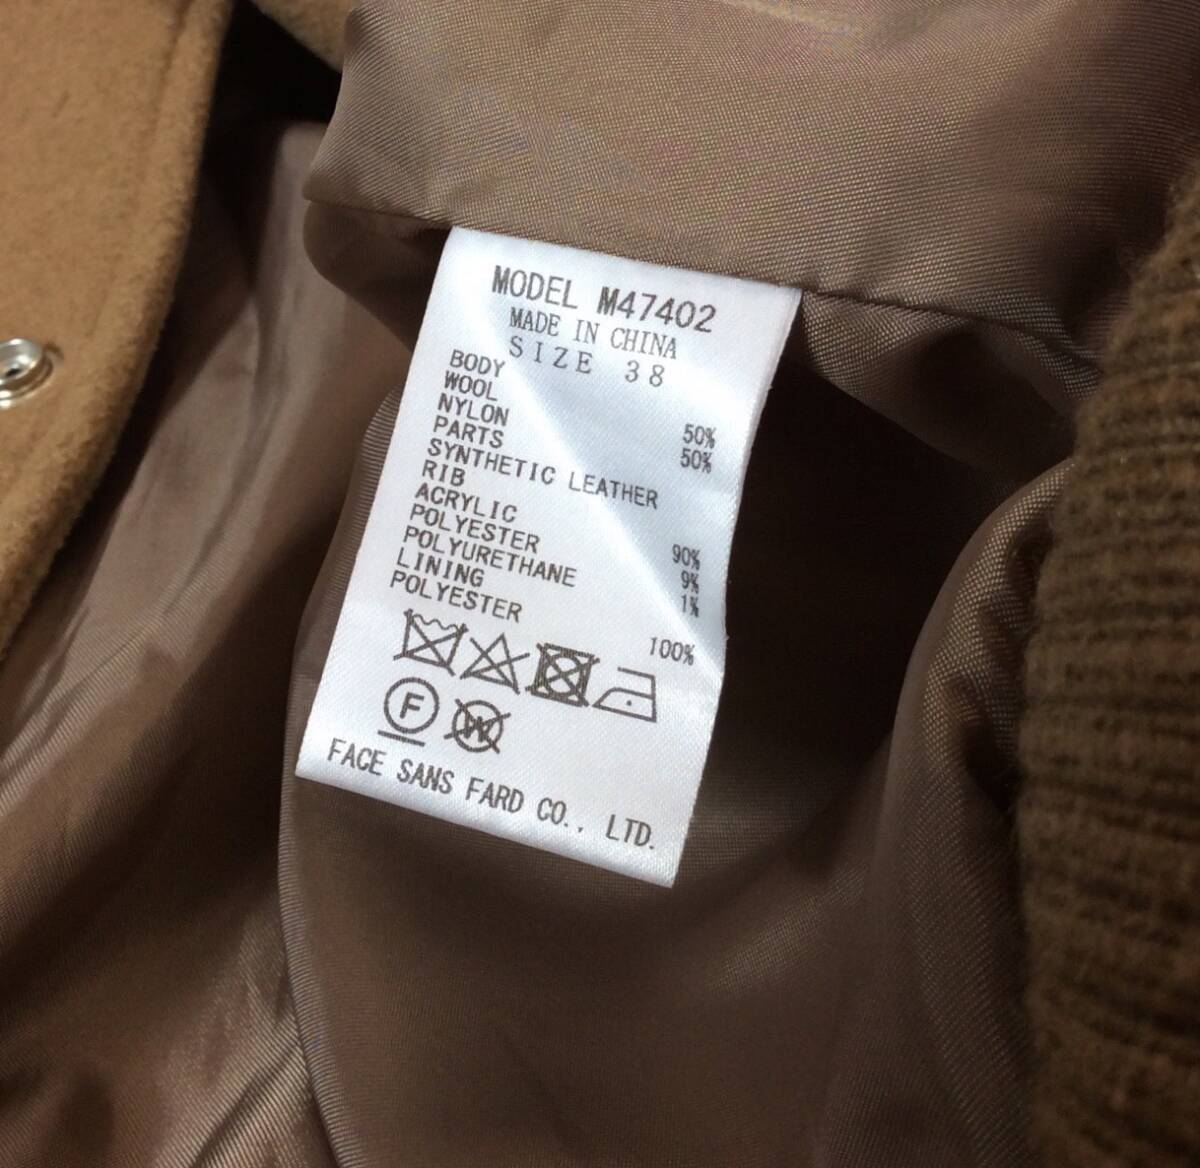 MODEL M47402
MADE IN CHINA
SIZE 38
BODY
WOOL 50%
NYLON 50%
PARTS
SYNTHETIC LEATHER
RIB
ACRYLIC 90%
POLYESTER 9%
POLYURETHANE 1%
LINING
POLYESTER 100%
F W
FACE SANS FARD CO., LTD.